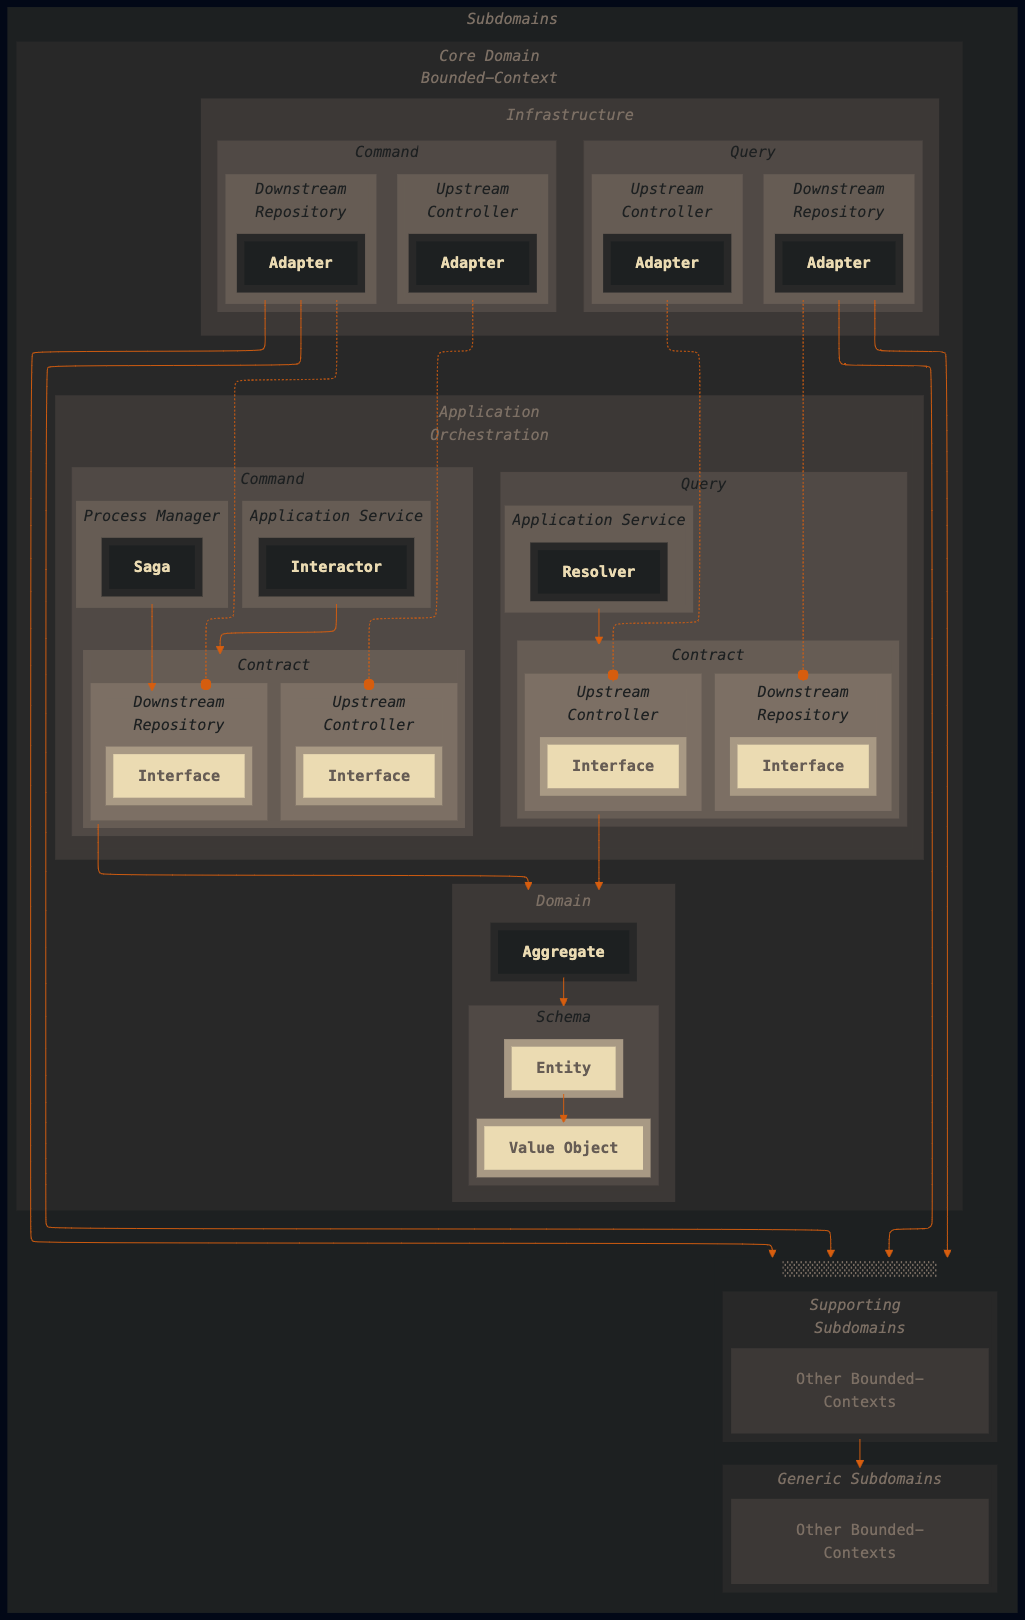 Subdomains
Core Domain
Bounded-Context
Infrastructure
Command
Downstream
Repository
Adapter
Upstream
Controller
Adapter
Query
Upstream
Controller
Adapter
Downstream
Repository
Adapter
Application
Orchestration
Command
Process Manager
Saga
Application Service
Interactor
Contract
Downstream
Repository
Interface
Upstream
Controller
Interface
Query
Application Service
Resolver
Contract
Upstream
Controller
Interface
Downstream
Repository
Interface
Domain
Aggregate
Schema
Entity
Value Object
Supporting
Subdomains
Other Bounded-
Contexts
Generic Subdomains
Other Bounded-
Contexts